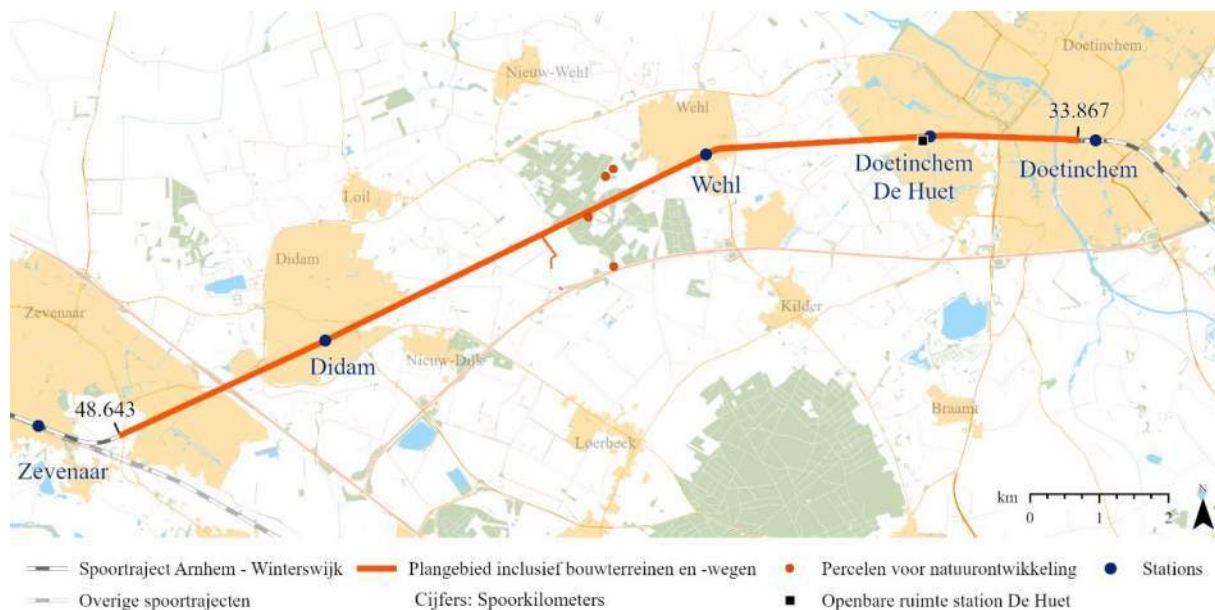 Doetinchem
Nieuw-Wehl
Wehl
33.867
Doetinchem
De Huet
Doetinchem
Wehl
Loil
Didam
Zevenaar
Kilder
Nieuw-Dijk
Didam
48.643
Braamt
Loerbeek
Zevenaar
km
0 1 2
N
Spoortraject Arnhem - Winterswijk Plangebied inclusief bouwterreinen en -wegen Percelen voor natuurontwikkeling Stations
Overige spoortrajecten Cijfers: Spoorkilometers Openbare ruimte station De Huet